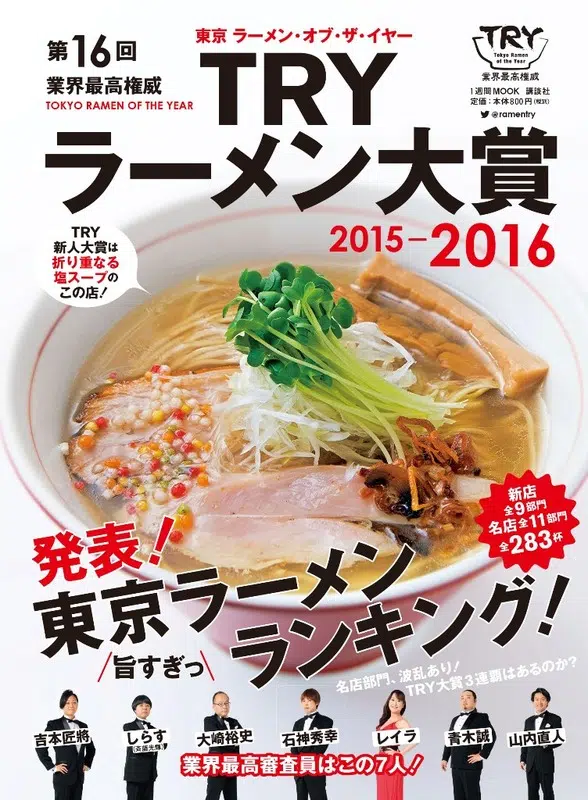 東京 ラーメン・オブ・ザ・イヤー
第16回
業界最高権威
TOKYO RAMEN OF THE YEAR
TRY
ラーメン大賞
2015–2016
TRY
Tokyo Ramen
of the Year
業界最高権威
1週間MOOK 講談社
定価：本体800円(税別)
@ramentry
TRY
新人大賞は
折り重なる
塩スープの
この店！
新店
全9部門
名店全11部門
全283杯
発表！
東京ラーメン
ランキング！
旨すぎっ
名店部門、波乱あり！
TRY大賞3連覇はあるのか？
吉本匠將
しらす
大崎裕史
石神秀幸
レイラ
青木誠
山内直人
業界最高審査員はこの7人！